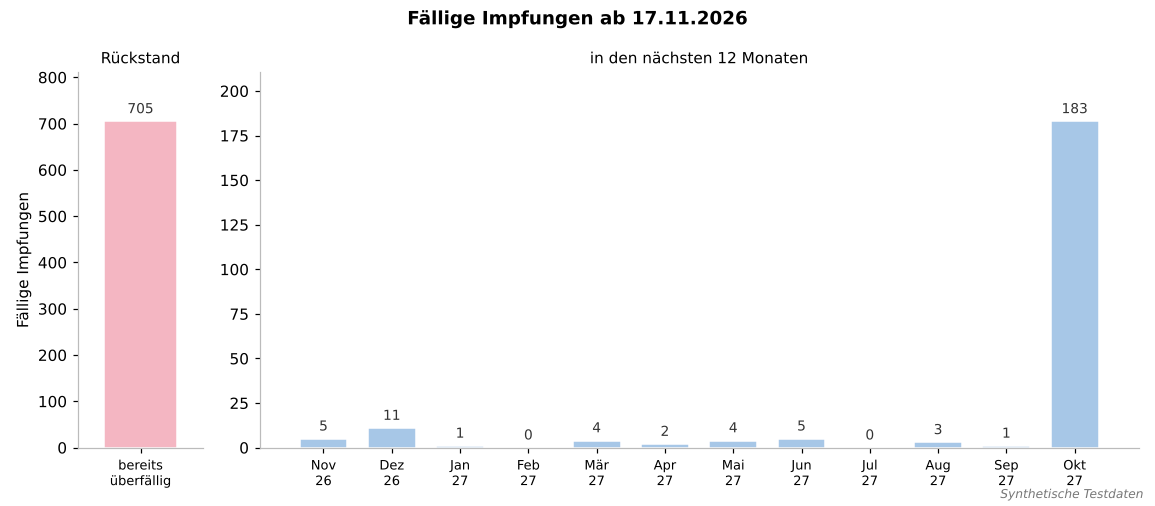 Fällige Impfungen ab 17.11.2026
Rückstand
Fällige Impfungen
800
700
600
500
400
300
200
100
0
705
bereits
überfällig
in den nächsten 12 Monaten
200
175
150
125
100
75
50
25
0
5 11 1 0 4 2 4 5 0 3 1 183
Nov Dez Jan Feb Mär Apr Mai Jun Jul Aug Sep Okt
26 26 27 27 27 27 27 27 27 27 27 27
Synthetische Testdaten